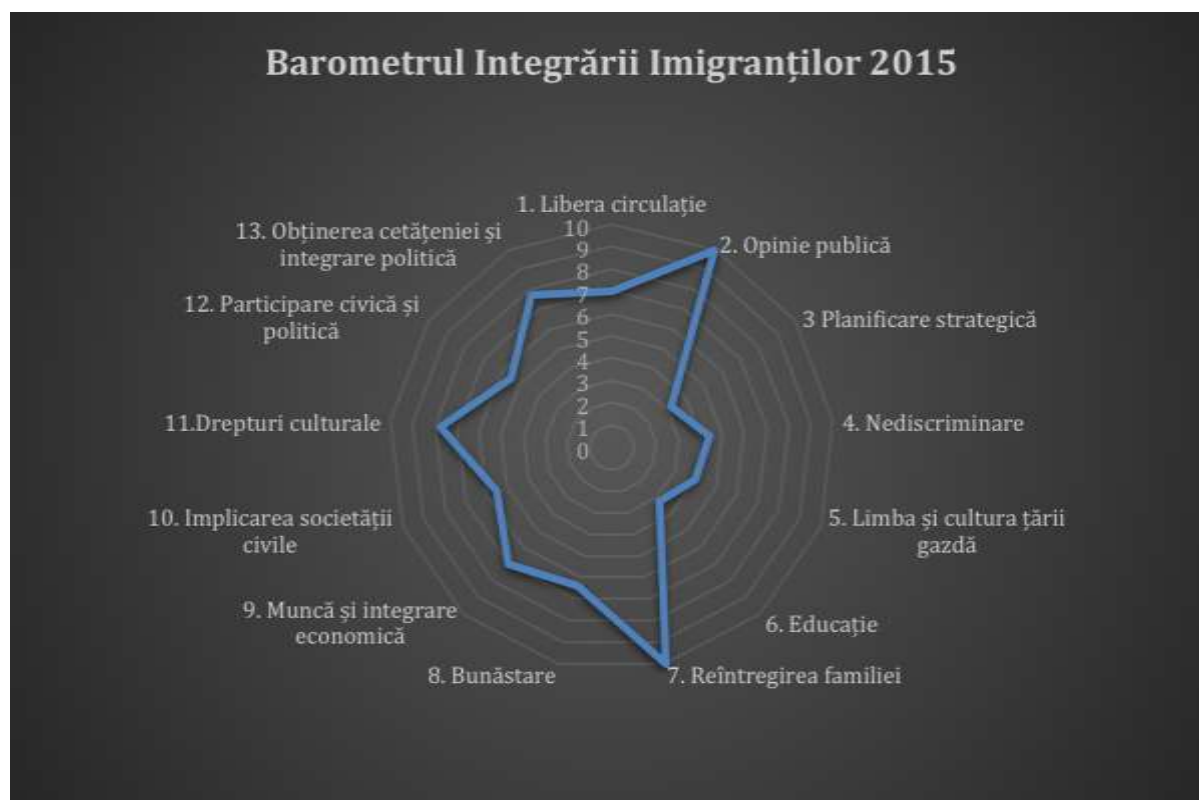 Barometrul Integrării Imigranților 2015
1. Libera circulație
2. Opinie publică
3 Planificare strategică
4. Nediscriminare
5. Limba și cultura țării
gazdă
6. Educație
7. Reîntregirea familiei
8. Bunăstare
9. Muncă și integrare
economică
10. Implicarea societății
civile
11.Drepturi culturale
12. Participare civică și
politică
13. Obținerea cetățeniei și
integrare politică
10
9
8
7
6
5
4
3
2
1
0